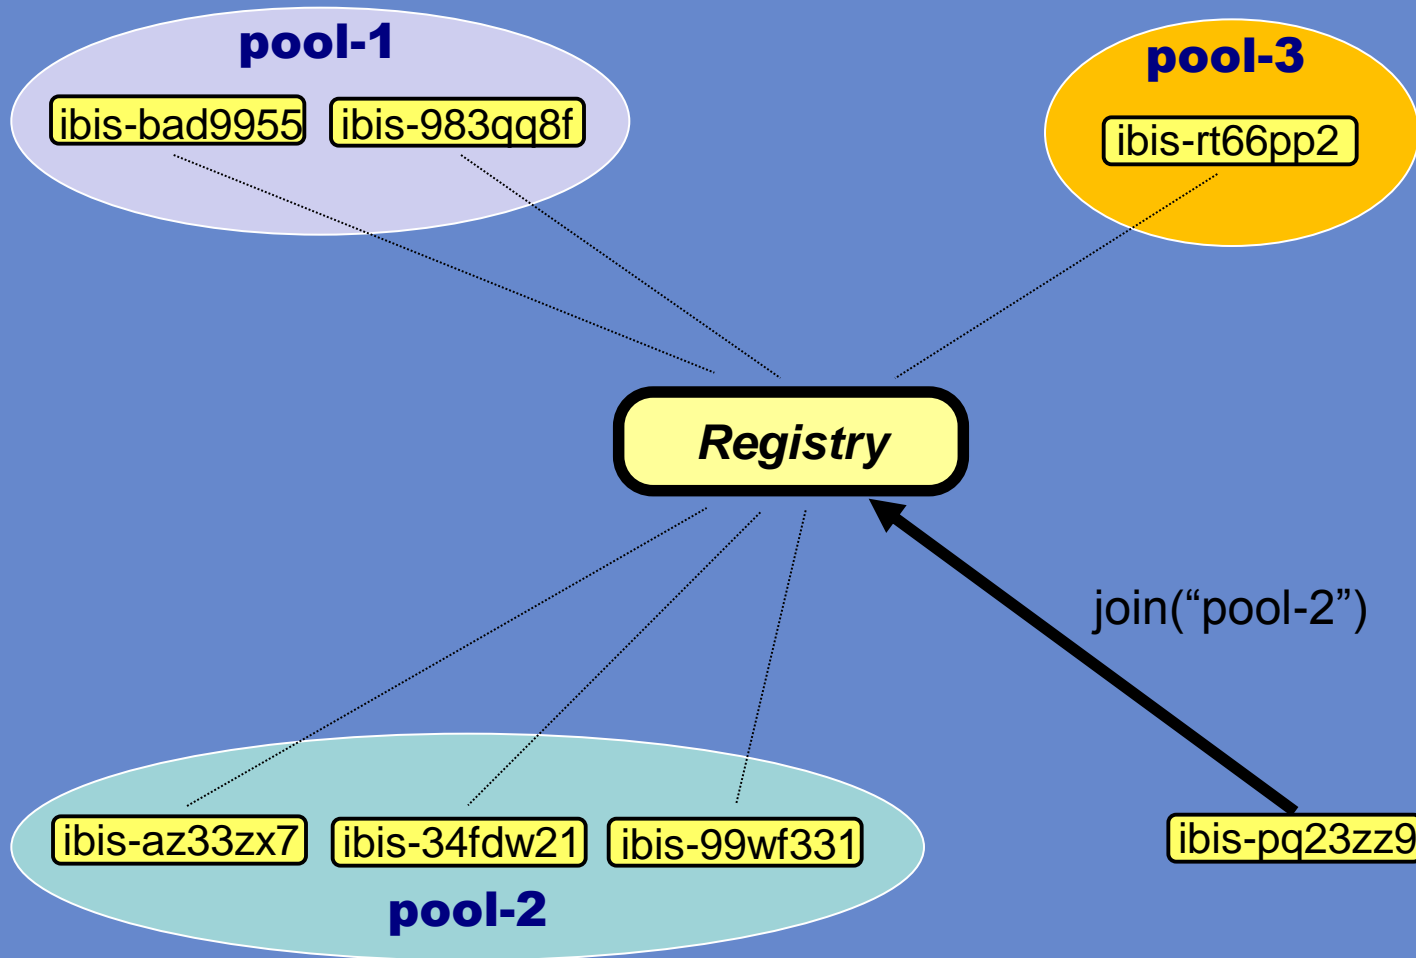 pool-1
ibis-bad9955
ibis-983qq8f
pool-3
ibis-rt66pp2
Registry
join(“pool-2”)
ibis-az33zx7
ibis-34fdw21
ibis-99wf331
ibis-pq23zz9
pool-2